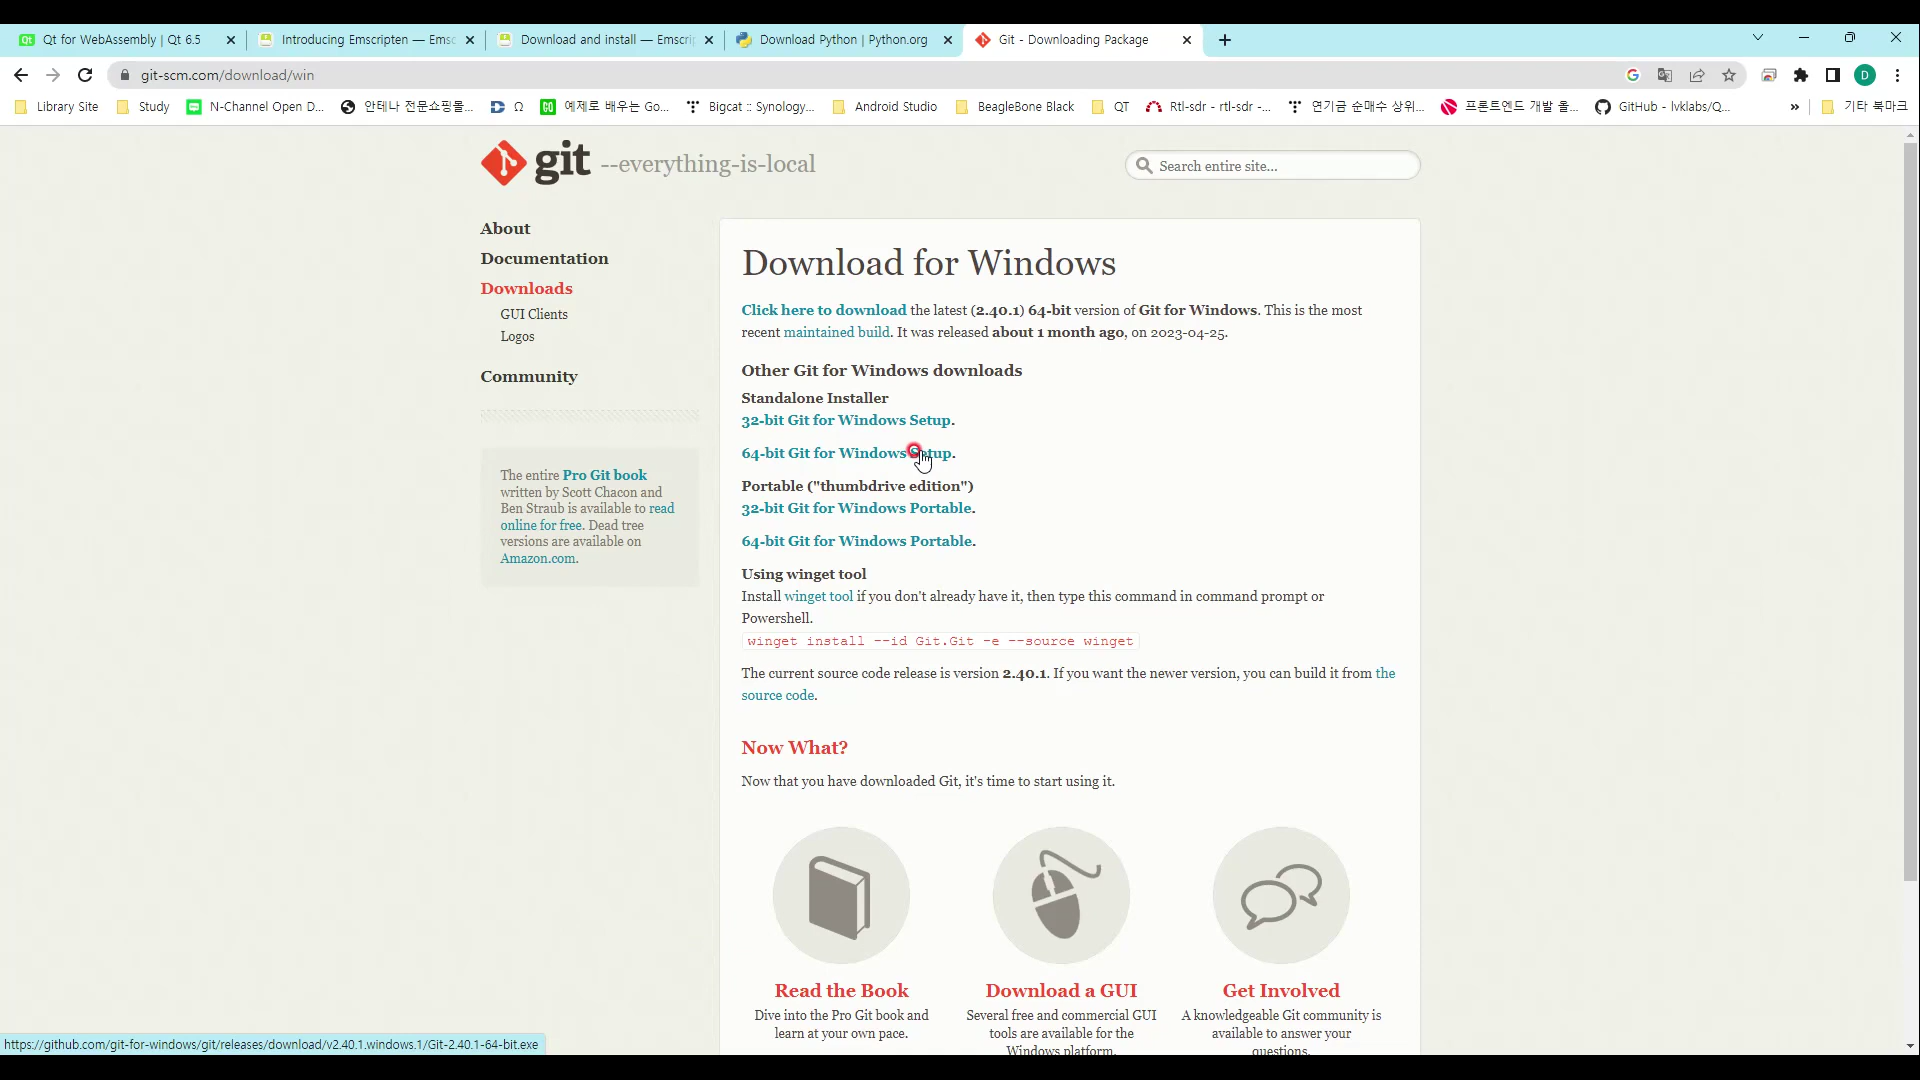 Qt for WebAssembly | Qt 6.5
Introducing Emscripten — Emsc
Download and install — Emscri
Download Python | Python.org
Git - Downloading Package
git-scm.com/download/win
D
Library Site
Study
N-Channel Open D...
안테나 전문쇼핑몰...
Ω
예제로 배우는 Go...
Bigcat :: Synology...
Android Studio
BeagleBone Black
QT
Rtl-sdr - rtl-sdr -...
연기금 순매수 상위...
프론트엔드 개발 올...
GitHub - lvklabs/Q...
»
기타 북마크
git --everything-is-local
Search entire site...
About
Documentation
Downloads
GUI Clients
Logos
Community
The entire Pro Git book
written by Scott Chacon and
Ben Straub is available to read
online for free. Dead tree
versions are available on
Amazon.com.
Download for Windows
Click here to download the latest (2.40.1) 64-bit version of Git for Windows. This is the most
recent maintained build. It was released about 1 month ago, on 2023-04-25.
Other Git for Windows downloads
Standalone Installer
32-bit Git for Windows Setup.
64-bit Git for Windows Setup.
Portable ("thumbdrive edition")
32-bit Git for Windows Portable.
64-bit Git for Windows Portable.
Using winget tool
Install winget tool if you don't already have it, then type this command in command prompt or
Powershell.
winget install --id Git.Git -e --source winget
The current source code release is version 2.40.1. If you want the newer version, you can build it from the
source code.
Now What?
Now that you have downloaded Git, it's time to start using it.
Read the Book
Dive into the Pro Git book and
learn at your own pace.
Download a GUI
Several free and commercial GUI
tools are available for the
Windows platform.
Get Involved
A knowledgeable Git community is
available to answer your
questions.
https://github.com/git-for-windows/git/releases/download/v2.40.1.windows.1/Git-2.40.1-64-bit.exe